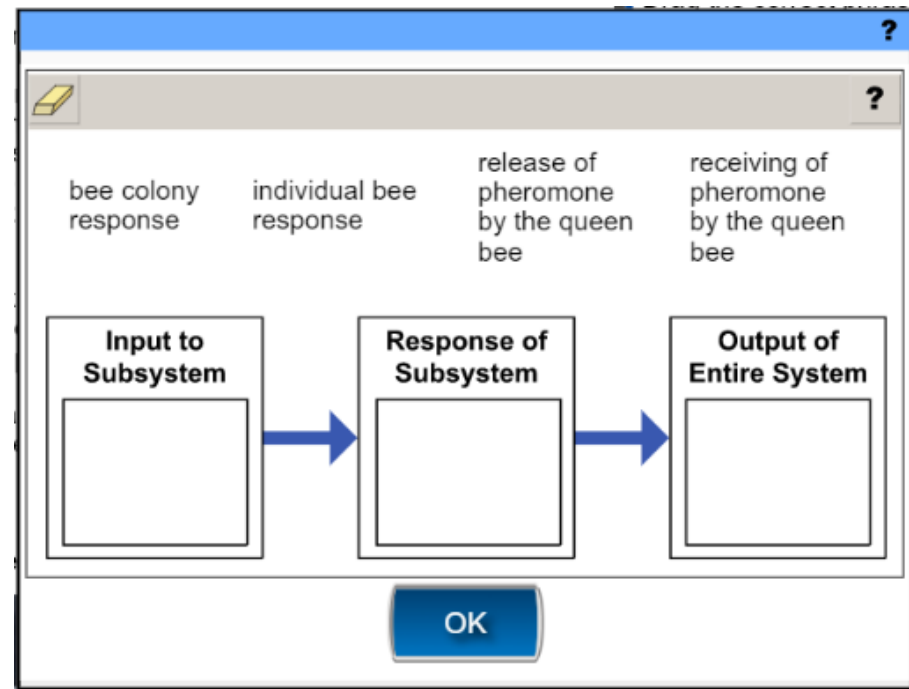 ?
?
bee colony
response
individual bee
response
release of
pheromone
by the queen
bee
receiving of
pheromone
by the queen
bee
Input to
Subsystem
Response of
Subsystem
Output of
Entire System
OK